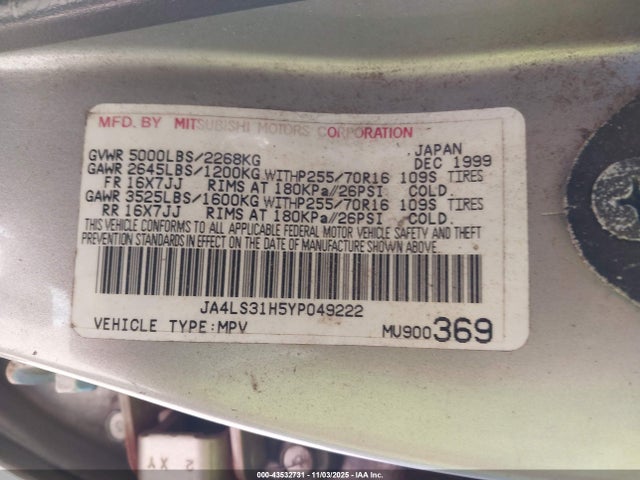 MFD. BY MITSUBISHI MOTORS CORPORATION
JAPAN
GVWR 5000LBS/2268KG DEC 1999
GAWR 2645LBS/1200KG WITH P255/70R16 109S TIRES
FR 16X7JJ RIMS AT 180KPa/26PSI COLD.
GAWR 3525LBS/1600KG WITH P255/70R16 109S TIRES
RR 16X7JJ RIMS AT 180KPa/26PSI COLD.
THIS VEHICLE CONFORMS TO ALL APPLICABLE FEDERAL MOTOR VEHICLE SAFETY AND THEFT
PREVENTION STANDARDS IN EFFECT ON THE DATE OF MANUFACTURE SHOWN ABOVE.
JA4LS31H5YP049222
VEHICLE TYPE:MPV MU900369
2 XY
000-43532731 - 11/03/2025 - IAA Inc.